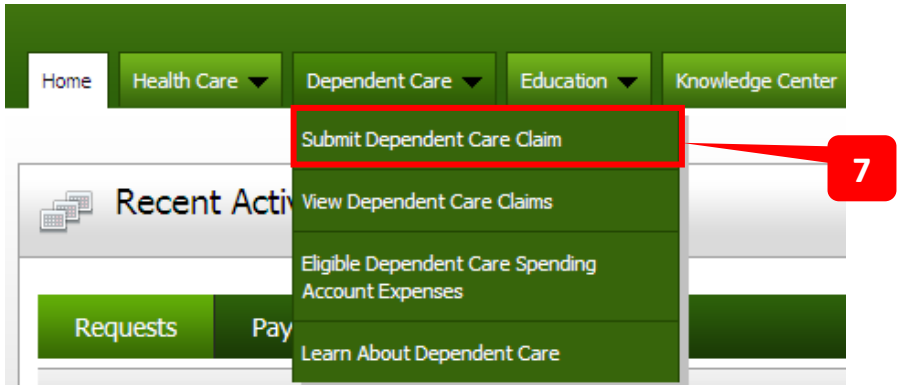 Home Health Care Dependent Care Education Knowledge Center
Submit Dependent Care Claim
7
Recent Activ
View Dependent Care Claims
Eligible Dependent Care Spending
Account Expenses
Requests Pay
Learn About Dependent Care